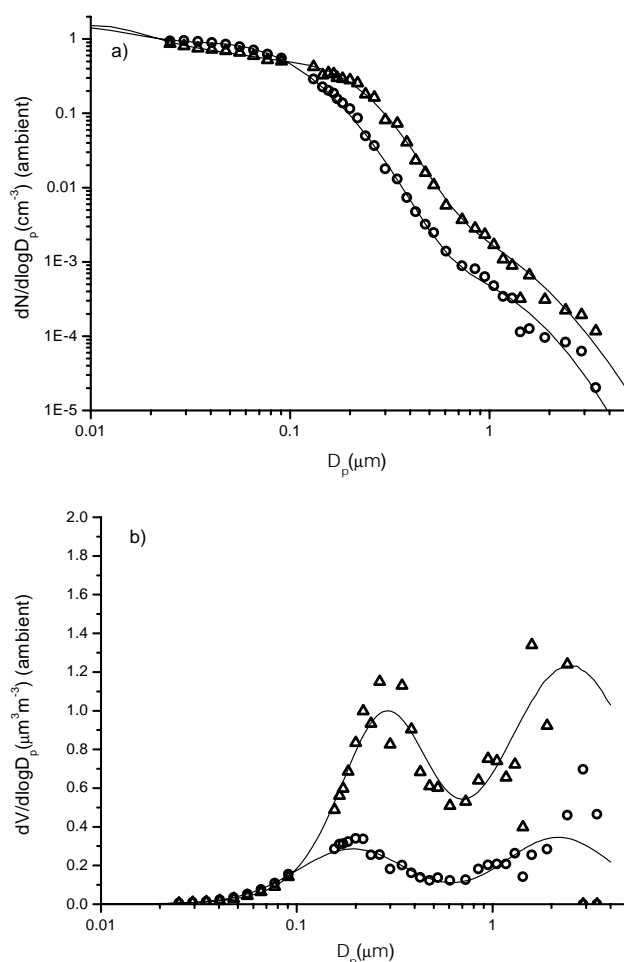 a)
1
0.1
0.01
1E-3
1E-4
1E-5
dN/dlogD_p(cm⁻³) (ambient)
0.01 0.1 1
D_p(μm)
b)
2.0
1.8
1.6
1.4
1.2
1.0
0.8
0.6
0.4
0.2
0.0
dV/dlogD_p(μm³m⁻³) (ambient)
0.01 0.1 1
D_p(μm)